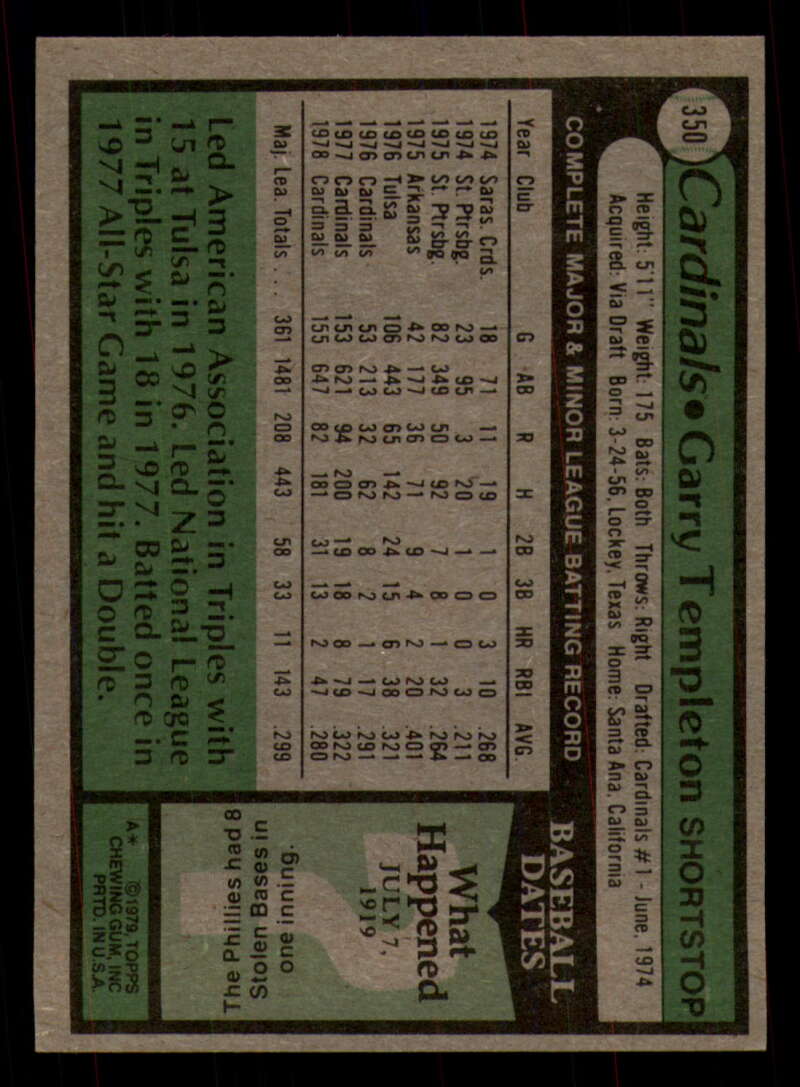 350
Cardinals • Garry Templeton SHORTSTOP
Height: 5'11" Weight: 175 Bats: Both Throws: Right Drafted: Cardinals #1 - June, 1974
Acquired: Via Draft Born: 3-24-56, Lockey, Texas Home: Santa Ana, California
COMPLETE MAJOR & MINOR LEAGUE BATTING RECORD
Year Club G AB R H 2B 3B HR RBI AVG
1974 Saras. Crds. 18 71 11 19 1 0 3 10 .268
1974 St. Ptrsbg. 23 95 3 20 1 0 0 3 .211
1975 St. Ptrsbg. 82 349 50 92 7 8 1 32 .264
1975 Arkansas 42 177 36 71 9 4 2 20 .401
1976 Tulsa 106 443 65 142 24 15 6 38 .321
1976 Cardinals 53 213 32 62 8 2 1 17 .291
1977 Cardinals 153 621 94 200 19 18 8 79 .322
1978 Cardinals 155 647 82 181 31 13 2 47 .280
Maj. Lea. Totals . . . 361 1481 208 443 58 33 11 143 .299
Led American Association in Triples with
15 at Tulsa in 1976. Led National League
in Triples with 18 in 1977. Batted once in
1977 All-Star Game and hit a Double.
BASEBALL
DATES
What
Happened
JULY 7,
1919
?
The Phillies had 8
Stolen Bases in
one inning.
A* ©1979, TOPPS
CHEWING GUM, INC
PRTD. IN U.S.A.